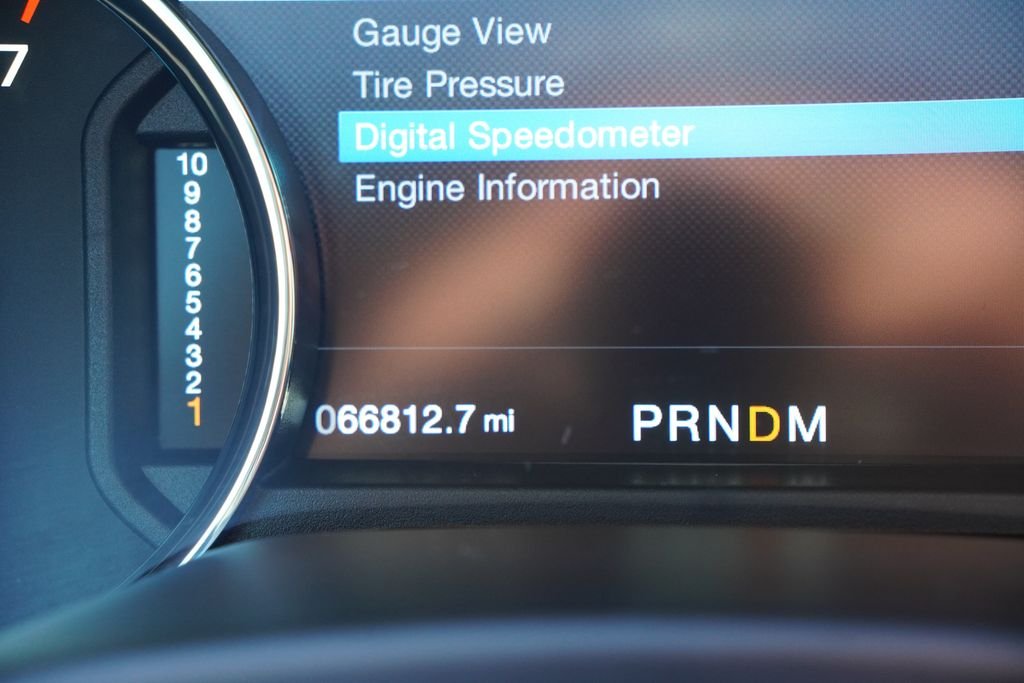 7
Gauge View
Tire Pressure
Digital Speedometer
Engine Information
10
9
8
7
6
5
4
3
2
1
066812.7 mi
PRNDM